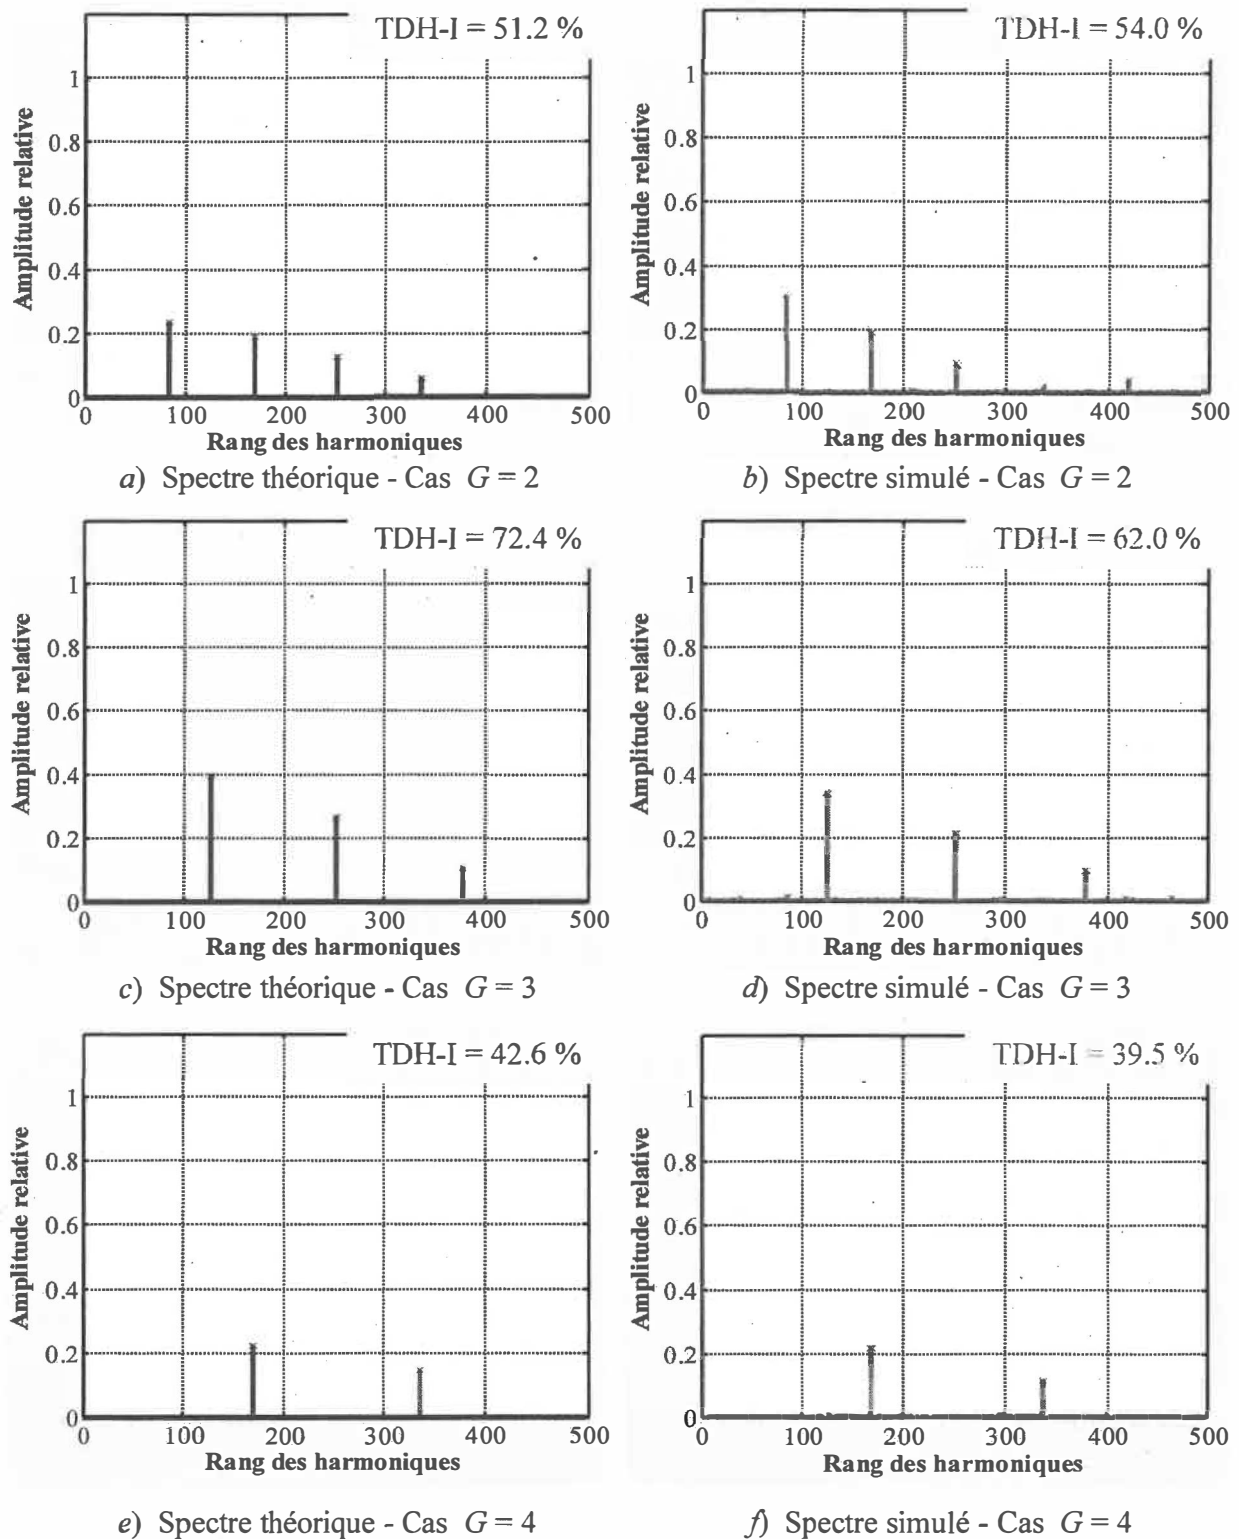 TDH-I = 51.2 %
Amplitude relative
1
0.8
0.6
0.4
0.2
0
0 100 200 300 400 500
Rang des harmoniques
a) Spectre théorique - Cas G = 2
TDH-I = 54.0 %
Amplitude relative
1
0.8
0.6
0.4
0.2
0
0 100 200 300 400 500
Rang des harmoniques
b) Spectre simulé - Cas G = 2
TDH-I = 72.4 %
Amplitude relative
1
0.8
0.6
0.4
0.2
0
0 100 200 300 400 500
Rang des harmoniques
c) Spectre théorique - Cas G = 3
TDH-I = 62.0 %
Amplitude relative
1
0.8
0.6
0.4
0.2
0
0 100 200 300 400 500
Rang des harmoniques
d) Spectre simulé - Cas G = 3
TDH-I = 42.6 %
Amplitude relative
1
0.8
0.6
0.4
0.2
0
0 100 200 300 400 500
Rang des harmoniques
e) Spectre théorique - Cas G = 4
TDH-I = 39.5 %
Amplitude relative
1
0.8
0.6
0.4
0.2
0
0 100 200 300 400 500
Rang des harmoniques
f) Spectre simulé - Cas G = 4